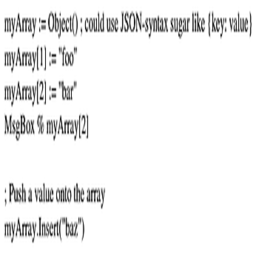 myArray := Object() ; could use JSON-syntax sugar like {key: value}
myArray[1] := "foo"
myArray[2] := "bar"
MsgBox % myArray[2]
; Push a value onto the array
myArray.Insert("baz")